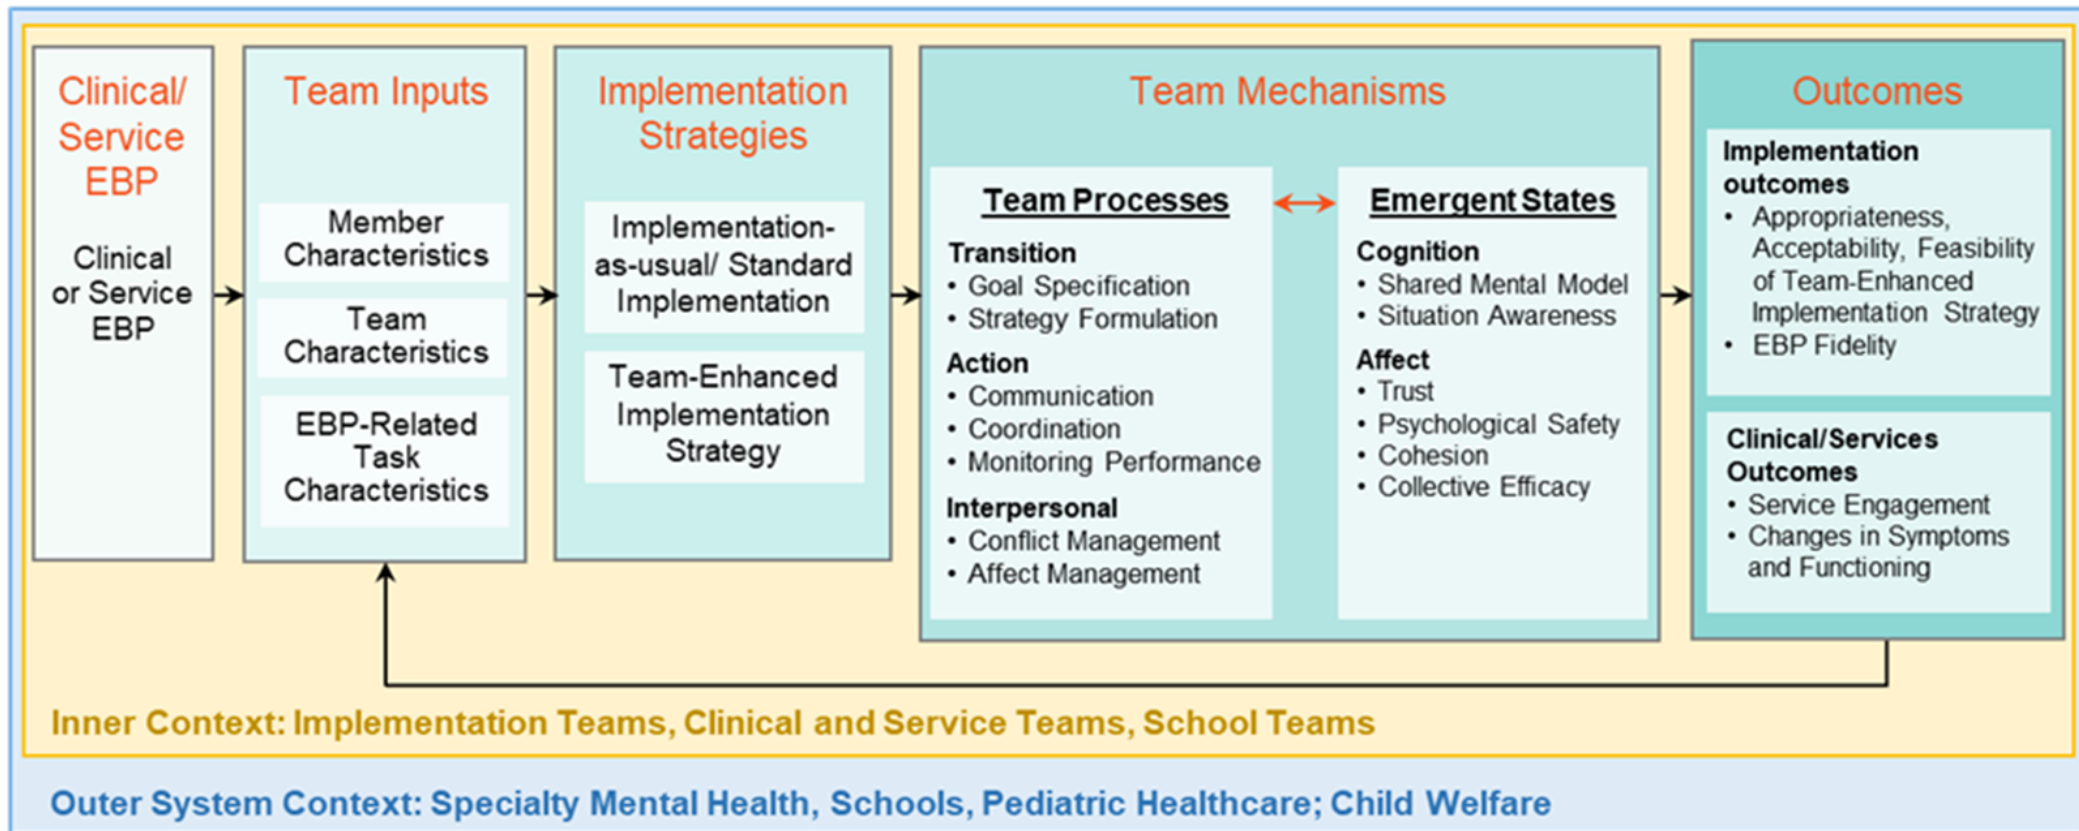 Clinical/
Service
EBP
Clinical
or Service
EBP
Team Inputs
Member
Characteristics
Team
Characteristics
EBP-Related
Task
Characteristics
Implementation
Strategies
Implementation-
as-usual/ Standard
Implementation
Team-Enhanced
Implementation
Strategy
Team Mechanisms
Team Processes
Transition
• Goal Specification
• Strategy Formulation
Action
• Communication
• Coordination
• Monitoring Performance
Interpersonal
• Conflict Management
• Affect Management
Emergent States
Cognition
• Shared Mental Model
• Situation Awareness
Affect
• Trust
• Psychological Safety
• Cohesion
• Collective Efficacy
Outcomes
Implementation
outcomes
• Appropriateness,
Acceptability, Feasibility
of Team-Enhanced
Implementation Strategy
• EBP Fidelity
Clinical/Services
Outcomes
• Service Engagement
• Changes in Symptoms
and Functioning
Inner Context: Implementation Teams, Clinical and Service Teams, School Teams
Outer System Context: Specialty Mental Health, Schools, Pediatric Healthcare; Child Welfare